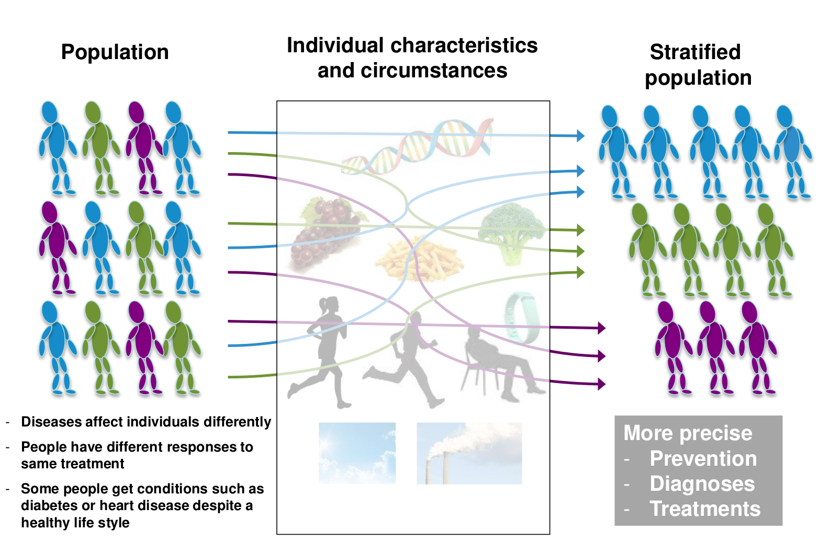 Population
Individual characteristics
and circumstances
Stratified
population
- Diseases affect individuals differently
- People have different responses to
same treatment
- Some people get conditions such as
diabetes or heart disease despite a
healthy life style
More precise
- Prevention
- Diagnoses
- Treatments